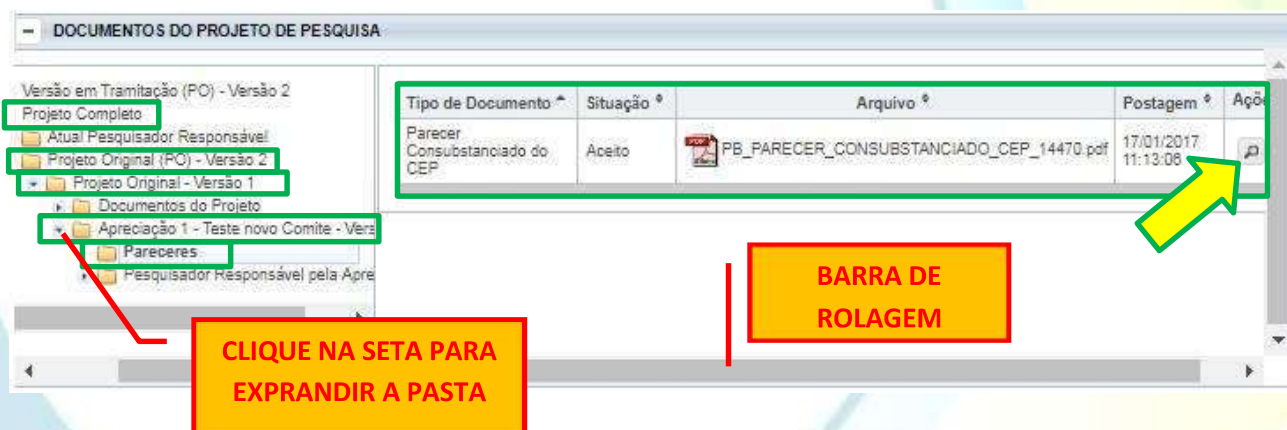 DOCUMENTOS DO PROJETO DE PESQUISA
Versão em Tramitação (PO) - Versão 2
Projeto Completo
Atual Pesquisador Responsável
Projeto Original (PO) - Versão 2
Projeto Original - Versão 1
Documentos do Projeto
Apreciação 1 - Teste novo Comite - Vers
Pareceres
Pesquisador Responsável pela Apre
Tipo de Documento Situação Arquivo Postagem Açõe
Parecer
Consubstanciado do
CEP
Aceito
PB_PARECER_CONSUBSTANCIADO_CEP_14470.pdf
17/01/2017
11:13:06
BARRA DE
ROLAGEM
CLIQUE NA SETA PARA
EXPRANDIR A PASTA